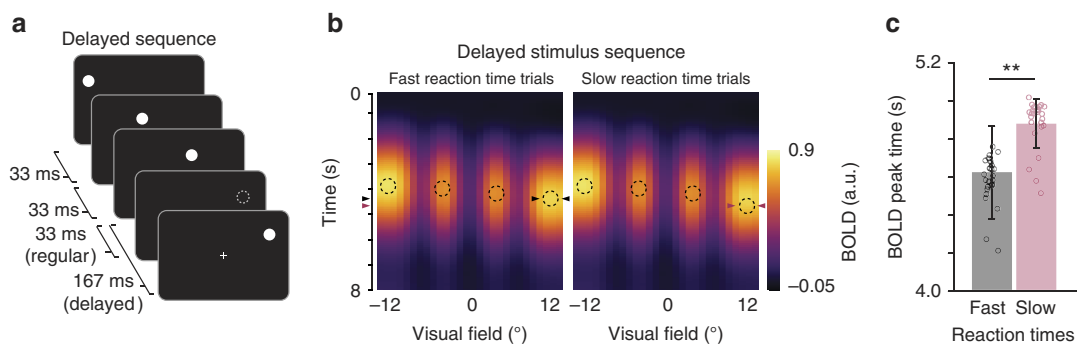 a
Delayed sequence
33 ms
33 ms
33 ms
(regular)
167 ms
(delayed)
b
Delayed stimulus sequence
Fast reaction time trials
Slow reaction time trials
0
Time (s)
8
−12
0
12
Visual field (°)
−12
0
12
Visual field (°)
0.9
BOLD (a.u.)
−0.05
c
5.2
**
BOLD peak time (s)
4.0
Fast Slow
Reaction times